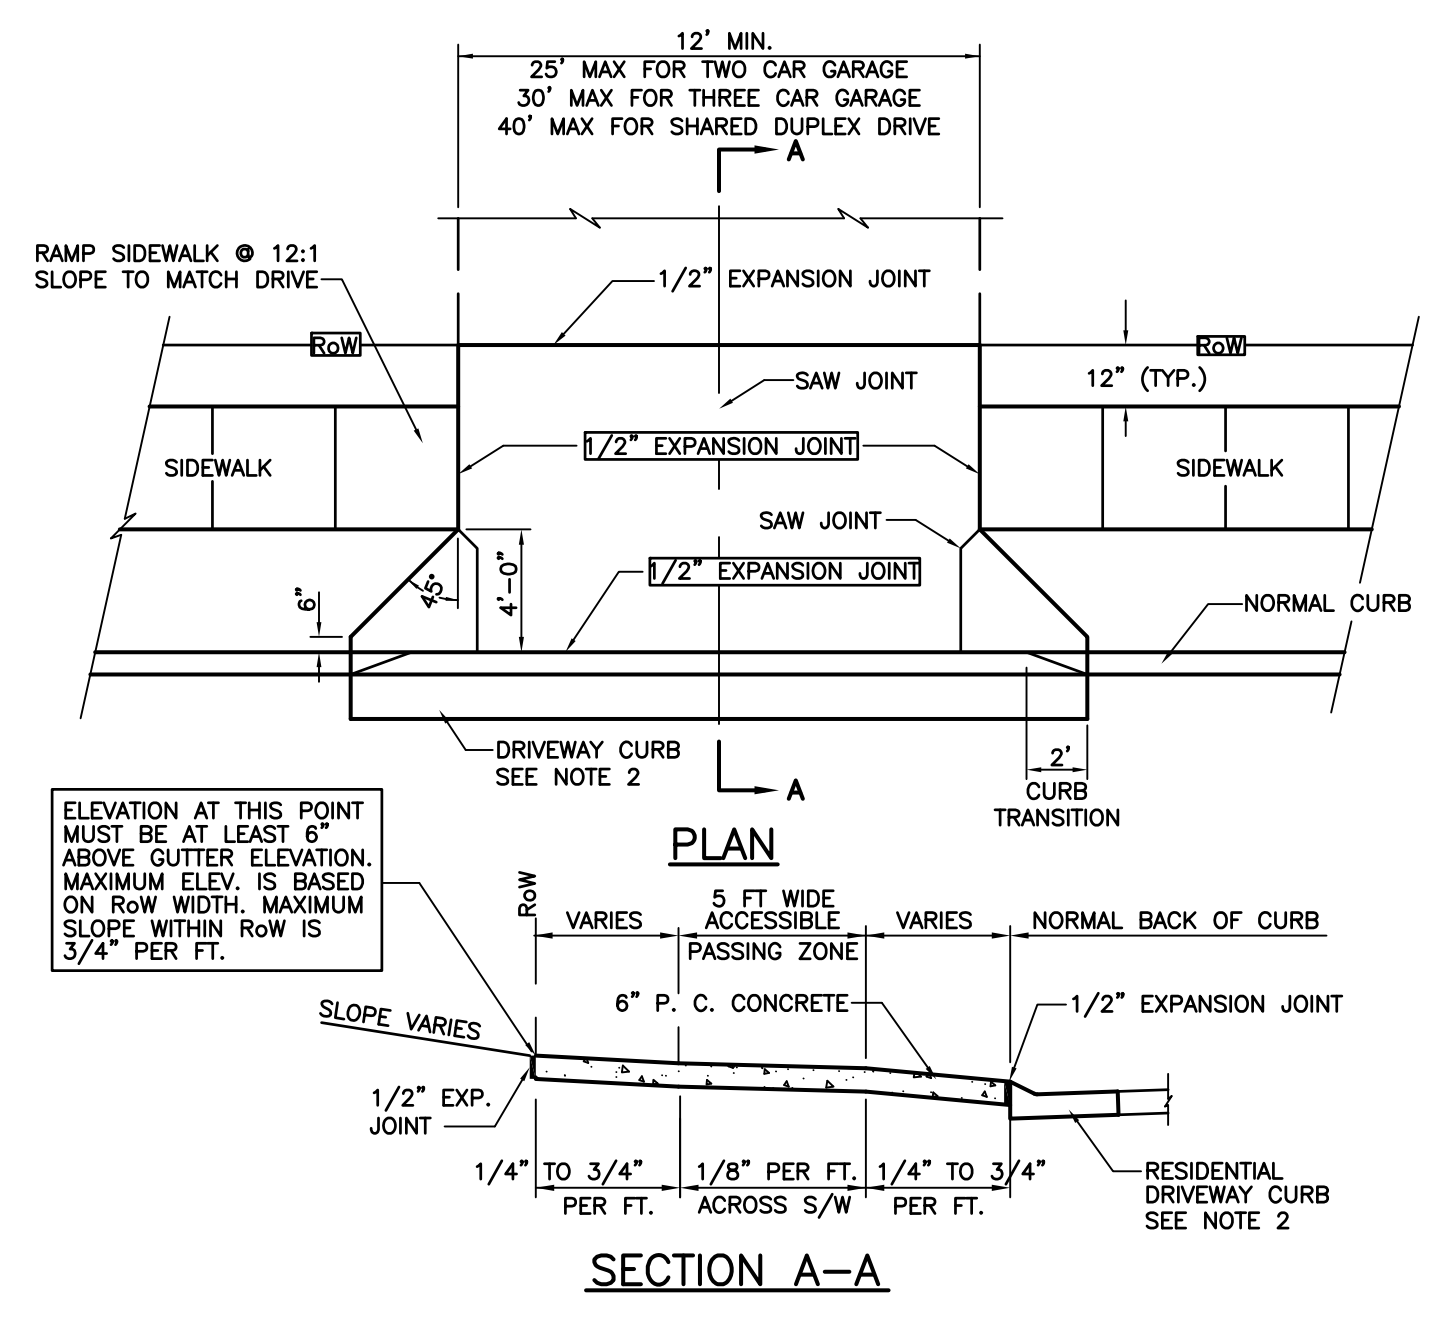 12' MIN.
25' MAX FOR TWO CAR GARAGE
30' MAX FOR THREE CAR GARAGE
40' MAX FOR SHARED DUPLEX DRIVE
A
RAMP SIDEWALK @ 12:1
SLOPE TO MATCH DRIVE
1/2" EXPANSION JOINT
RoW
RoW
12" (TYP.)
SAW JOINT
1/2" EXPANSION JOINT
SIDEWALK
SIDEWALK
SAW JOINT
1/2" EXPANSION JOINT
45°
4'-0"
6"
NORMAL CURB
DRIVEWAY CURB
SEE NOTE 2
2'
CURB
TRANSITION
A
PLAN
ELEVATION AT THIS POINT
MUST BE AT LEAST 6"
ABOVE GUTTER ELEVATION.
MAXIMUM ELEV. IS BASED
ON RoW WIDTH. MAXIMUM
SLOPE WITHIN RoW IS
3/4" PER FT.
RoW
VARIES
5 FT WIDE
ACCESSIBLE
PASSING ZONE
VARIES
NORMAL BACK OF CURB
6" P. C. CONCRETE
1/2" EXPANSION JOINT
SLOPE VARIES
1/2" EXP.
JOINT
1/4" TO 3/4"
PER FT.
1/8" PER FT.
ACROSS S/W
1/4" TO 3/4"
PER FT.
RESIDENTIAL
DRIVEWAY CURB
SEE NOTE 2
SECTION A-A